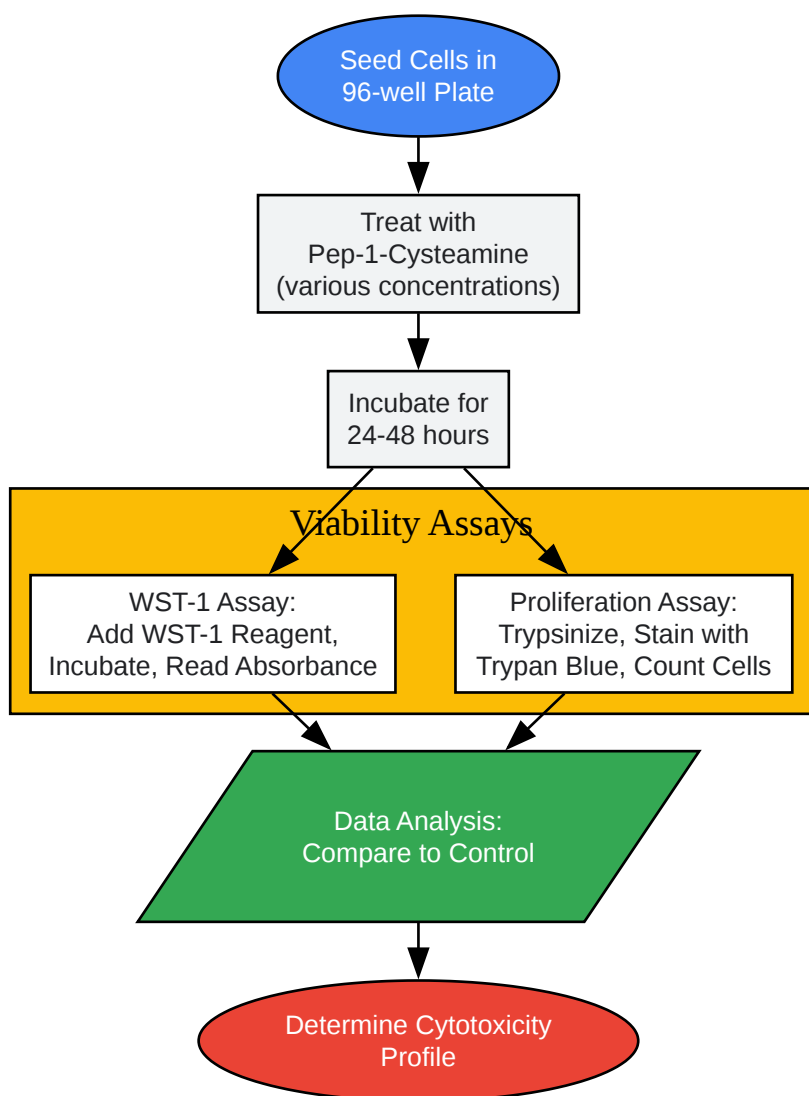 Seed Cells in
96-well Plate
Treat with
Pep-1-Cysteamine
(various concentrations)
Incubate for
24-48 hours
Viability Assays
WST-1 Assay:
Add WST-1 Reagent,
Incubate, Read Absorbance
Proliferation Assay:
Trypsinize, Stain with
Trypan Blue, Count Cells
Data Analysis:
Compare to Control
Determine Cytotoxicity
Profile